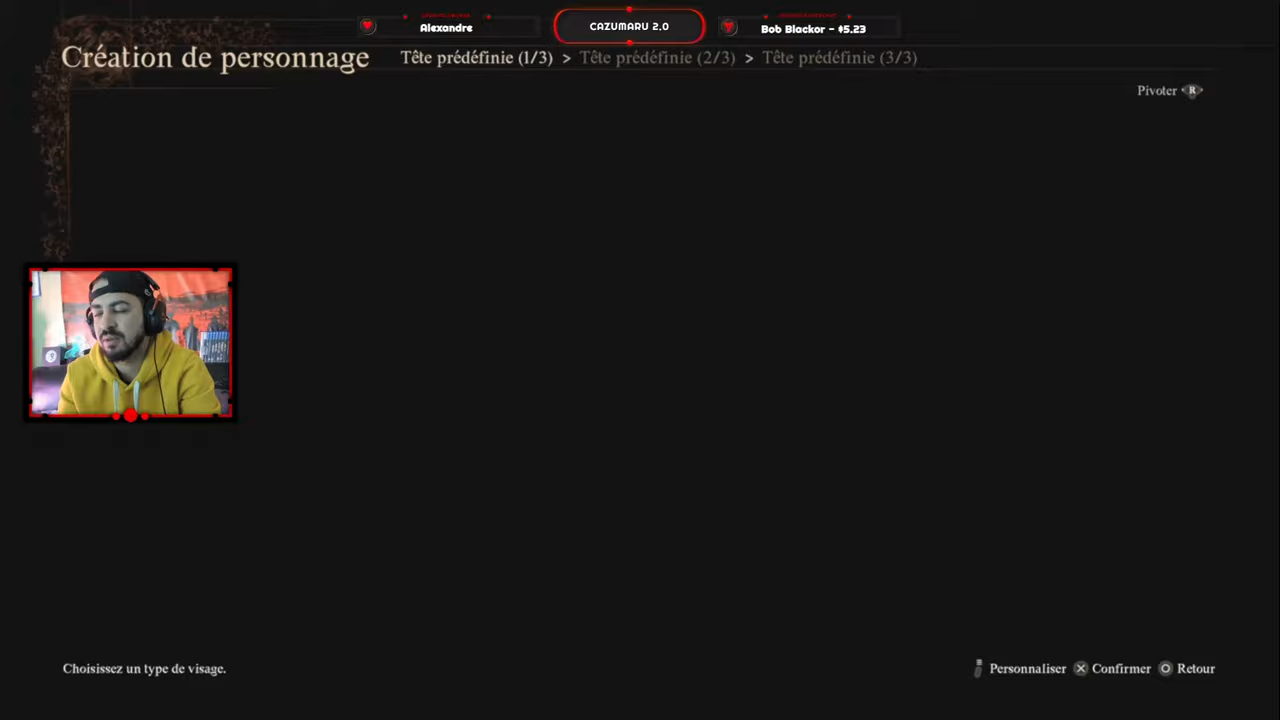 Alexandre
CAZUMARU 2.0
Bob Blackor - $5.23
Création de personnage
Tête prédéfinie (1/3) > Tête prédéfinie (2/3) > Tête prédéfinie (3/3)
Pivoter R
Choisissez un type de visage.
Personnaliser Confirmer Retour